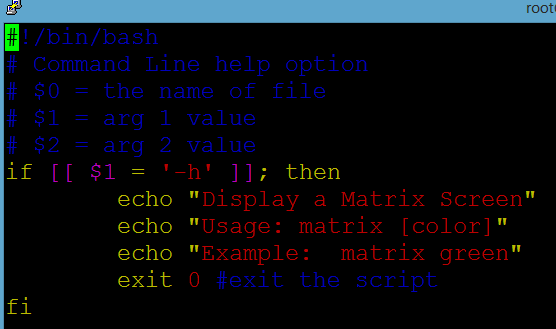 root
#!/bin/bash
# Command Line help option
# $0 = the name of file
# $1 = arg 1 value
# $2 = arg 2 value
if [[ $1 = '-h' ]]; then
        echo "Display a Matrix Screen"
        echo "Usage: matrix [color]"
        echo "Example:  matrix green"
        exit 0 #exit the script
fi